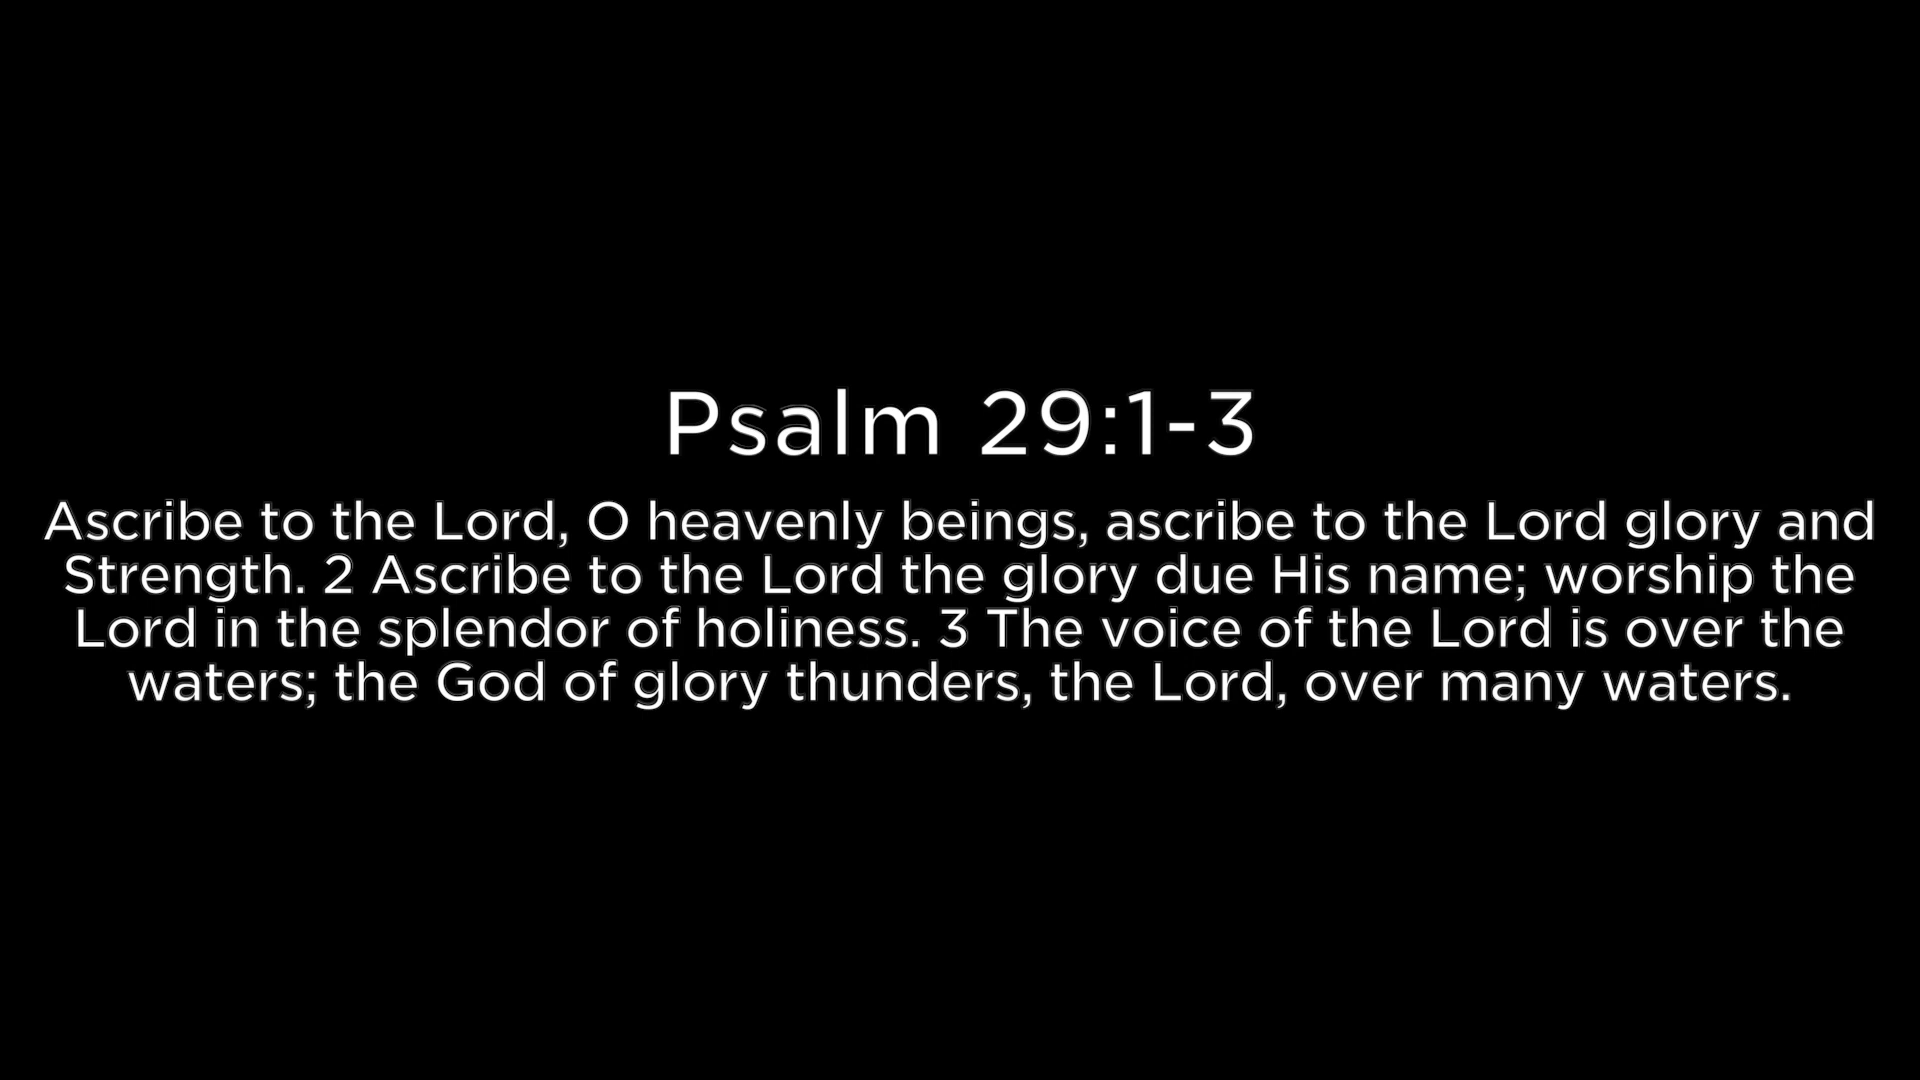 Psalm 29:1-3
Ascribe to the Lord, O heavenly beings, ascribe to the Lord glory and
Strength. 2 Ascribe to the Lord the glory due His name; worship the
Lord in the splendor of holiness. 3 The voice of the Lord is over the
waters; the God of glory thunders, the Lord, over many waters.